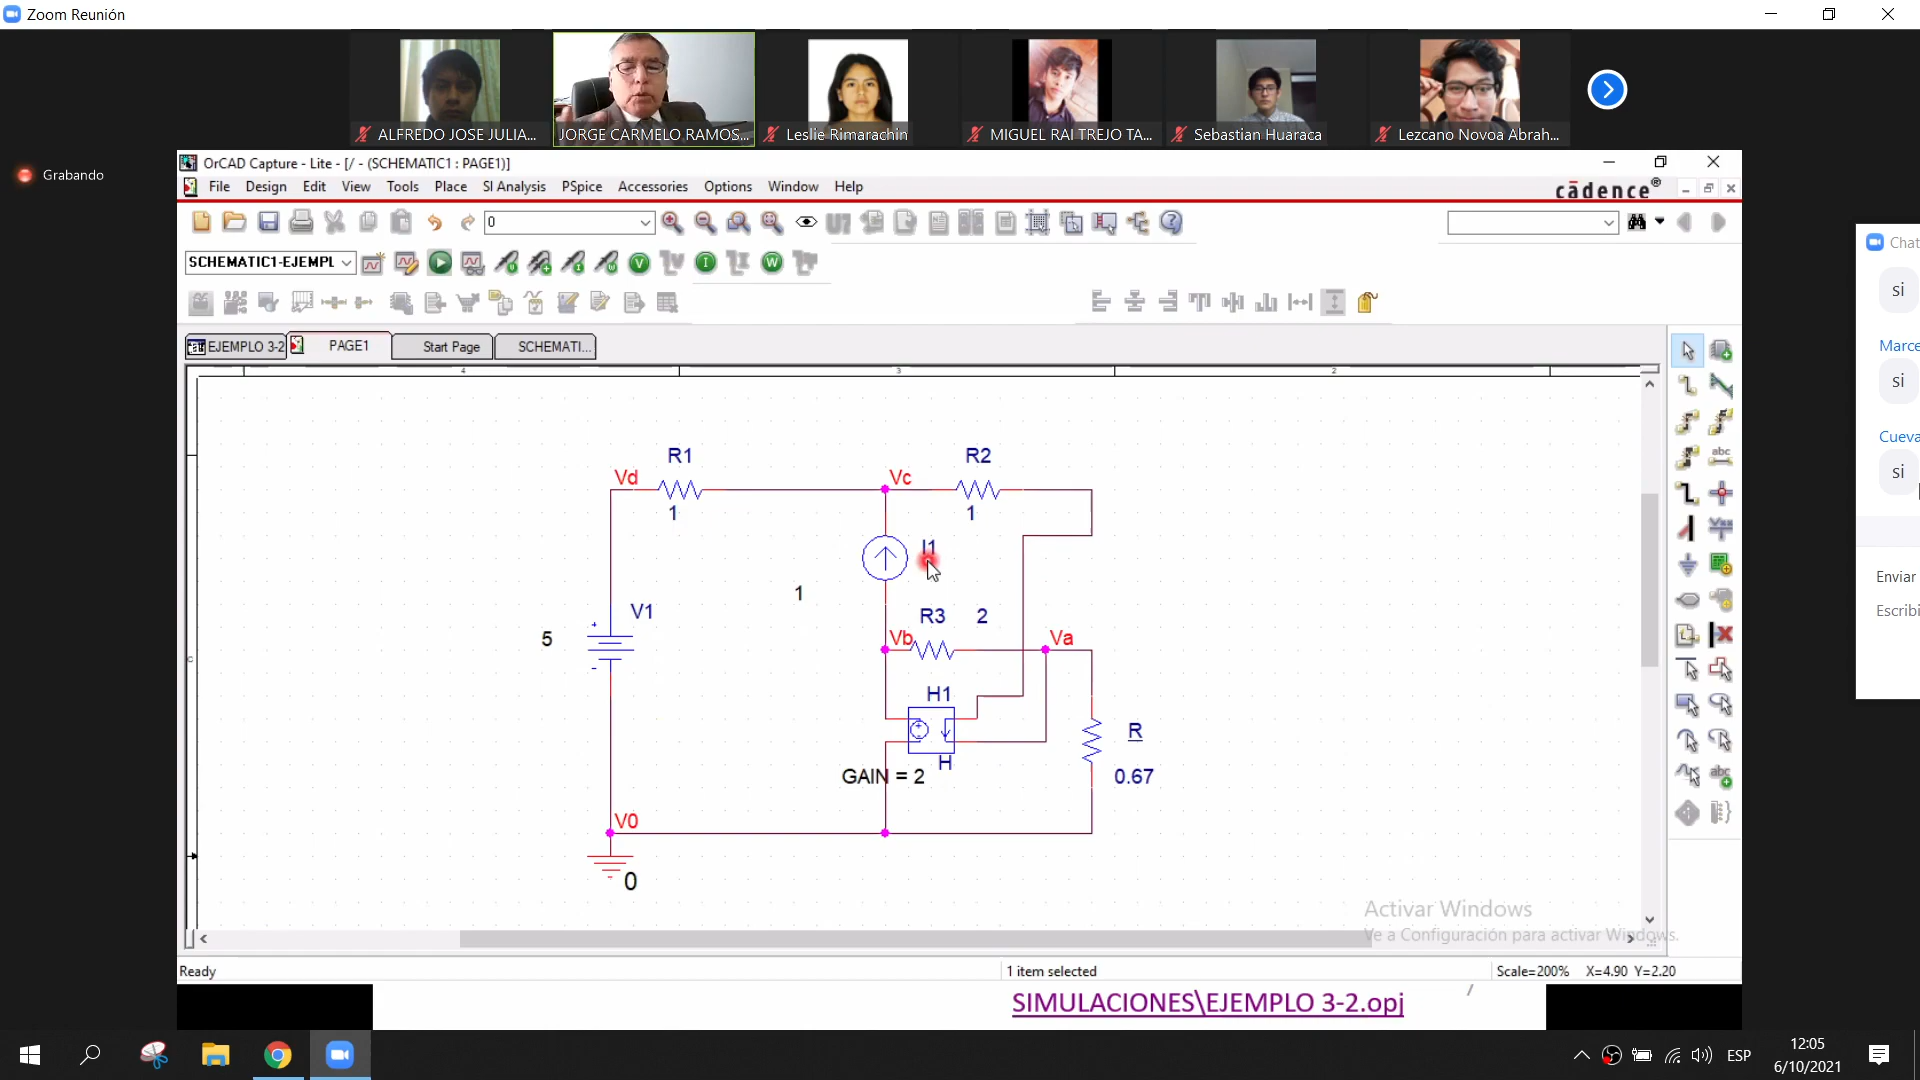 Zoom Reunión
ALFREDO JOSE JULIA...
JORGE CARMELO RAMOS...
Leslie Rimarachin
MIGUEL RAI TREJO TA...
Sebastian Huaraca
Lezcano Novoa Abrah...
Grabando
OrCAD Capture - Lite - [/ - (SCHEMATIC1 : PAGE1)]
File Design Edit View Tools Place SI Analysis PSpice Accessories Options Window Help
cādence®
0
SCHEMATIC1-EJEMPL
EJEMPLO 3-2
PAGE1
Start Page
SCHEMATI...
4
3
2
C
R1
R2
Vd
Vc
1
1
I1
1
R3
2
V1
5
Vb
Va
H1
R
H
GAIN = 2
0.67
V0
0
Chat
si
Marce
si
Cueva
si
Enviar
Escribi
Activar Windows
Ve a Configuración para activar Windows.
Ready
1 item selected
Scale=200% X=4.90 Y=2.20
SIMULACIONES\EJEMPLO 3-2.opj
ESP
12:05
6/10/2021